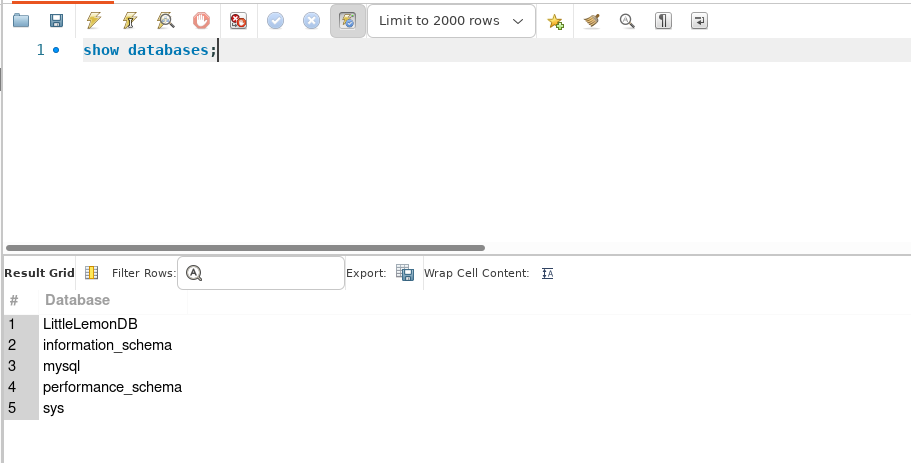 Limit to 2000 rows
1 show databases;
Result Grid Filter Rows: Export: Wrap Cell Content:
# Database
1 LittleLemonDB
2 information_schema
3 mysql
4 performance_schema
5 sys